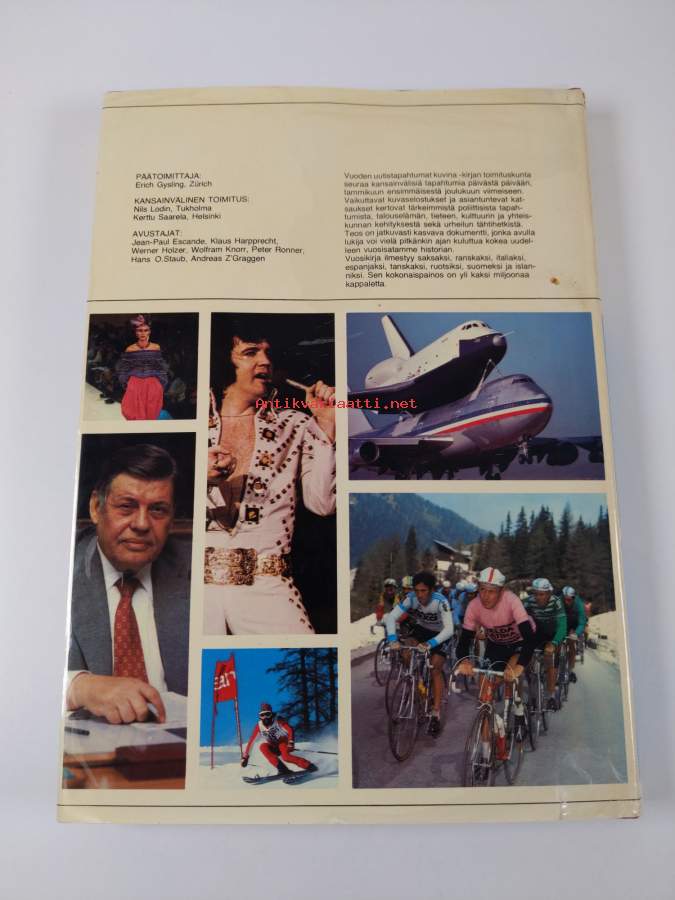 PÄÄTOIMITTAJA:
Erich Gysling, Zürich
KANSAINVÄLINEN TOIMITUS:
Nils Lodin, Tukholma
Kerttu Saarela, Helsinki
AVUSTAJAT:
Jean-Paul Escande, Klaus Harpprecht,
Werner Holzer, Wolfram Knorr, Peter Ronner,
Hans O.Staub, Andreas Z'Graggen
Vuoden uutistapahtumat kuvina -kirjan toimituskunta
seuraa kansainvälisiä tapahtumia päivästä päivään,
tammikuun ensimmäisestä joulukuun viimeiseen.
Vaikuttavat kuvaselostukset ja asiantuntevat kat-
saukset kertovat tärkeimmistä poliittisista tapah-
tumista, talouselämän, tieteen, kulttuurin ja yhteis-
kunnan kehityksestä sekä urheilun tähtihetkistä.
Teos on jatkuvasti kasvava dokumentti, jonka avulla
lukija voi vielä pitkänkin ajan kuluttua kokea uudel-
leen vuosisatamme historian.
Vuosikirja ilmestyy saksaksi, ranskaksi, italiaksi,
espanjaksi, tanskaksi, ruotsiksi, suomeksi ja islan-
niksi. Sen kokonaispainos on yli kaksi miljoonaa
kappaletta.
Antikvariaatti.net